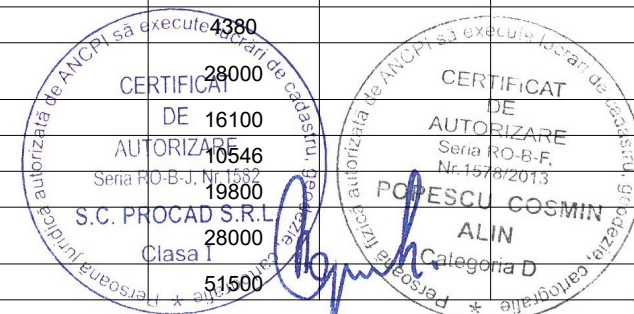 4380
28000
16100
10546
19800
28000
51500
Persoană juridică autorizată de ANCPI să execute lucrări de cadastru, geodezie, cartografie *
CERTIFICAT
DE
AUTORIZARE
Seria RO-B-J, Nr.1582
S.C. PROCAD S.R.L.
Clasa I
Persoană fizică autorizată de ANCPI să execute lucrări de cadastru, geodezie, cartografie *
CERTIFICAT
DE
AUTORIZARE
Seria RO-B-F,
Nr.1578/2013
POPESCU COSMIN
ALIN
Categoria D